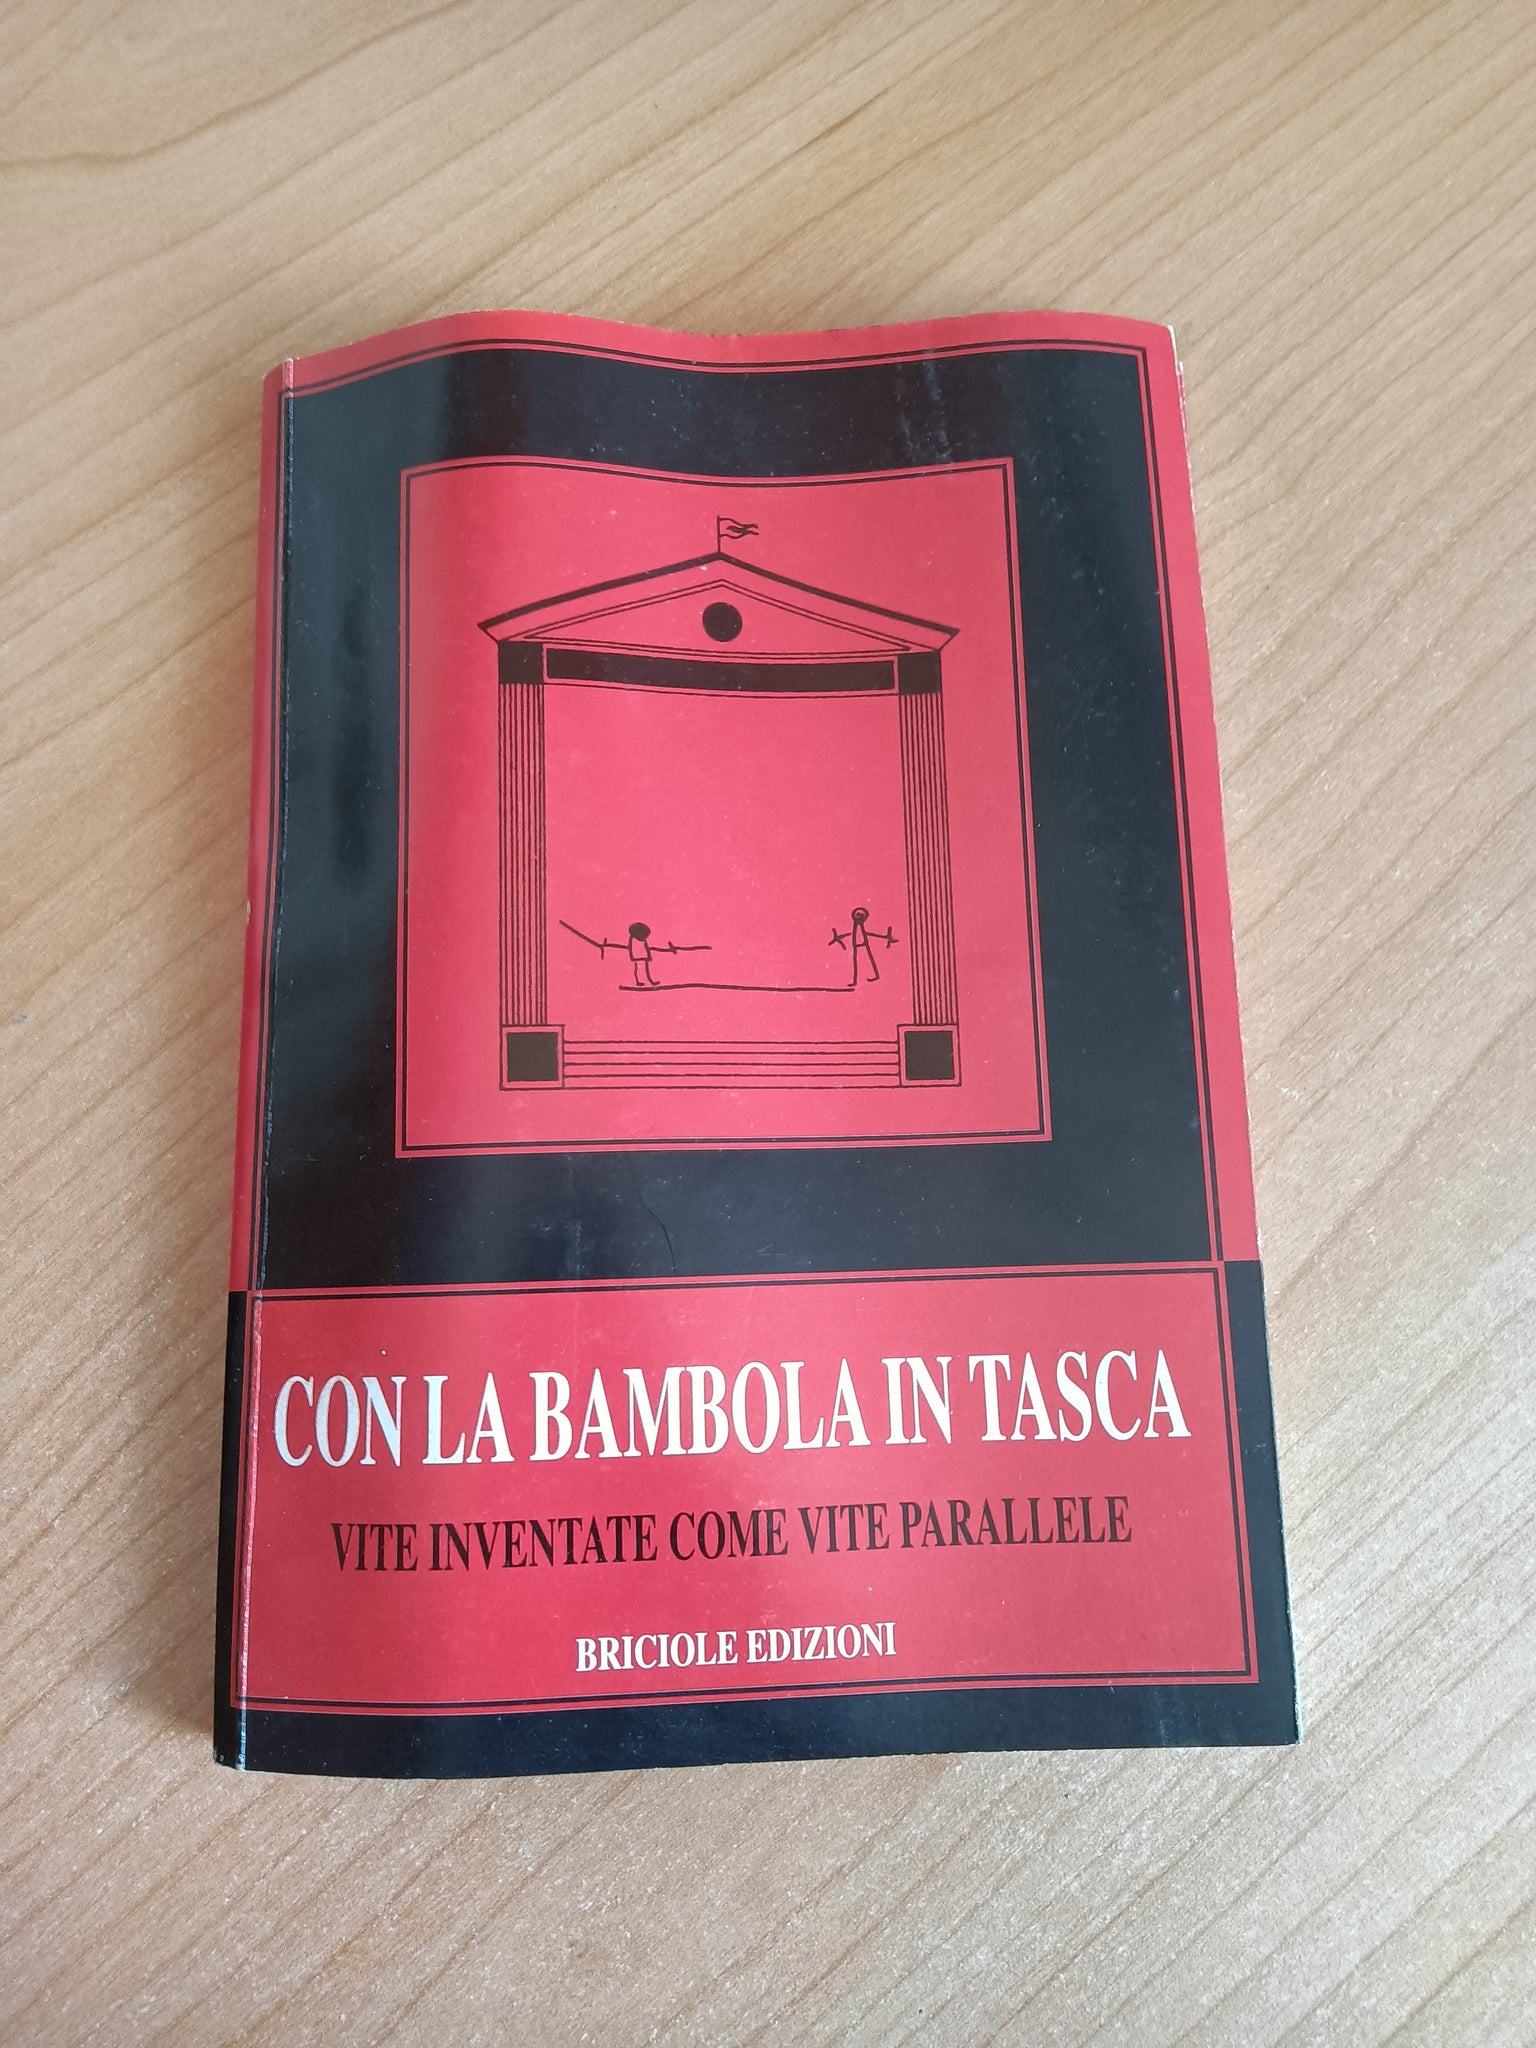 CON LA BAMBOLA IN TASCA
VITE INVENTATE COME VITE PARALLELE
BRICIOLE EDIZIONI